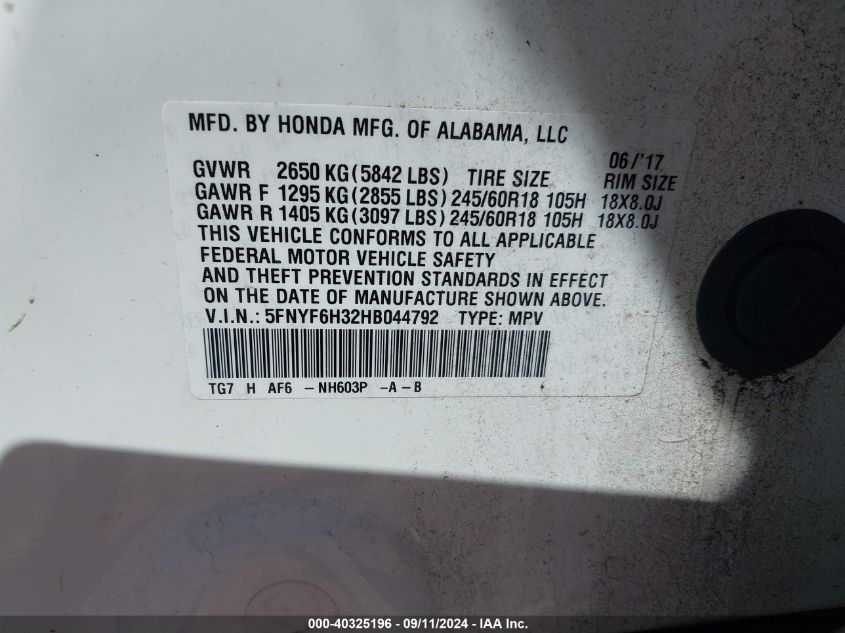 MFD. BY HONDA MFG. OF ALABAMA, LLC
06/'17
GVWR 2650 KG(5842 LBS) TIRE SIZE RIM SIZE
GAWR F 1295 KG(2855 LBS) 245/60R18 105H 18X8.0J
GAWR R 1405 KG(3097 LBS) 245/60R18 105H 18X8.0J
THIS VEHICLE CONFORMS TO ALL APPLICABLE
FEDERAL MOTOR VEHICLE SAFETY
AND THEFT PREVENTION STANDARDS IN EFFECT
ON THE DATE OF MANUFACTURE SHOWN ABOVE.
V.I.N.: 5FNYF6H32HB044792 TYPE: MPV
TG7 H AF6 - NH603P -A-B
000-40325196 - 09/11/2024 - IAA Inc.